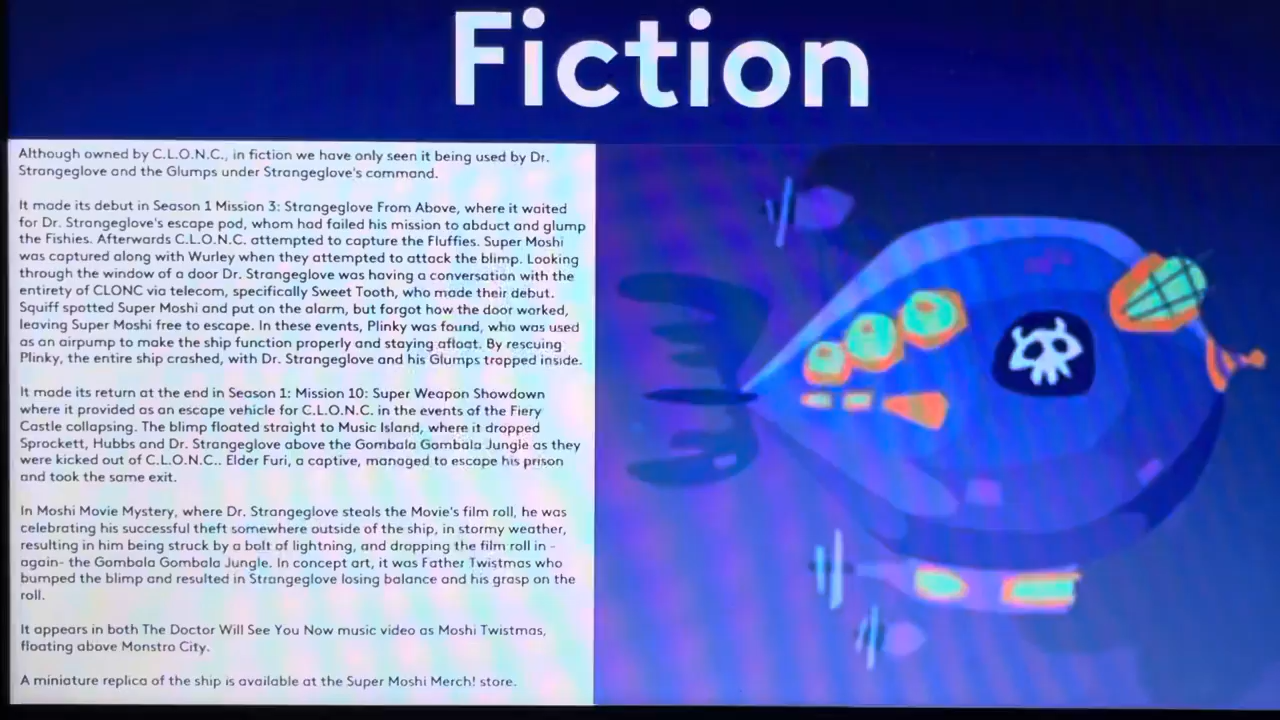 Fiction
Although owned by C.L.O.N.C., in fiction we have only seen it being used by Dr.
Strangeglove and the Glumps under Strangeglove's command.
It made its debut in Season 1 Mission 3: Strangeglove From Above, where it waited
for Dr. Strangeglove's escape pod, whom had failed his mission to abduct and glump
the Fishies. Afterwards C.L.O.N.C. attempted to capture the Fluffies. Super Moshi
was captured along with Wurley when they attempted to attack the blimp. Looking
through the window of a door Dr. Strangeglove was having a conversation with the
entirety of CLONC via telecom, specifically Sweet Tooth, who made their debut.
Squiff spotted Super Moshi and put on the alarm, but forgot how the door worked,
leaving Super Moshi free to escape. In these events, Plinky was found, who was used
as an airpump to make the ship function properly and staying afloat. By rescuing
Plinky, the entire ship crashed, with Dr. Strangeglove and his Glumps trapped inside.
It made its return at the end in Season 1: Mission 10: Super Weapon Showdown
where it provided as an escape vehicle for C.L.O.N.C. in the events of the Fiery
Castle collapsing. The blimp floated straight to Music Island, where it dropped
Sprockett, Hubbs and Dr. Strangeglove above the Gombala Gombala Jungle as they
were kicked out of C.L.O.N.C.. Elder Furi, a captive, managed to escape his prison
and took the same exit.
In Moshi Movie Mystery, where Dr. Strangeglove steals the Movie's film roll, he was
celebrating his successful theft somewhere outside of the ship, in stormy weather,
resulting in him being struck by a bolt of lightning, and dropping the film roll in -
again- the Gombala Gombala Jungle. In concept art, it was Father Twistmas who
bumped the blimp and resulted in Strangeglove losing balance and his grasp on the
roll.
It appears in both The Doctor Will See You Now music video as Moshi Twistmas,
floating above Monstro City.
A miniature replica of the ship is available at the Super Moshi Merch! store.